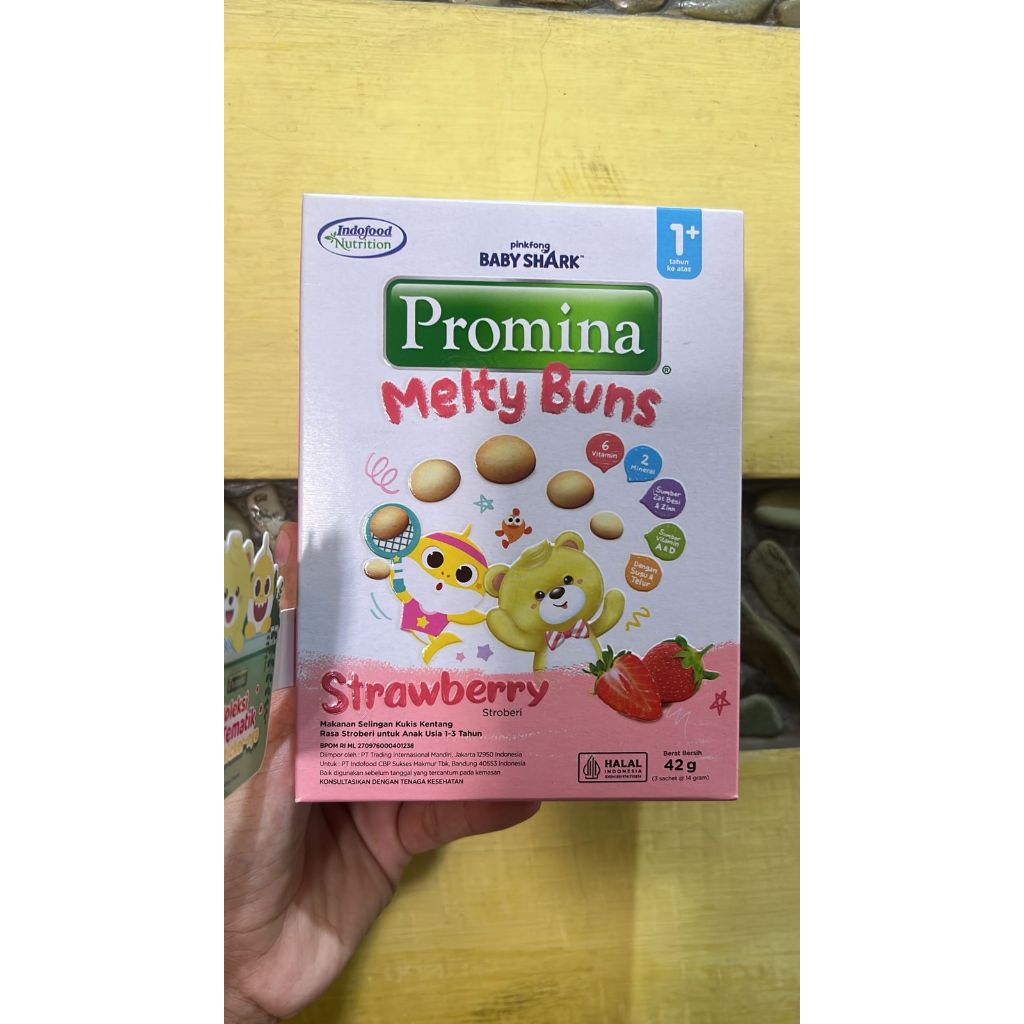 Indofood
Nutrition
pinkfong
BABY SHARK™
1+
tahun
ke atas
Promina®
Melty Buns
6
Vitamin
2
Mineral
Sumber
Zat Besi
& Zink
Sumber
Vitamin
A & D
Dengan
Susu &
Telur
Strawberry
Stroberi
Makanan Selingan Kukis Kentang
Rasa Stroberi untuk Anak Usia 1-3 Tahun
BPOM RI ML 270976000401238
Diimpor oleh : PT Trading Internasional Mandiri, Jakarta 12950 Indonesia
Untuk : PT Indofood CBP Sukses Makmur Tbk, Bandung 40553 Indonesia
Baik digunakan sebelum tanggal yang tercantum pada kemasan
KONSULTASIKAN DENGAN TENAGA KESEHATAN
HALAL
INDONESIA
Berat Bersih
42 g
(3 sachet @ 14 gram)